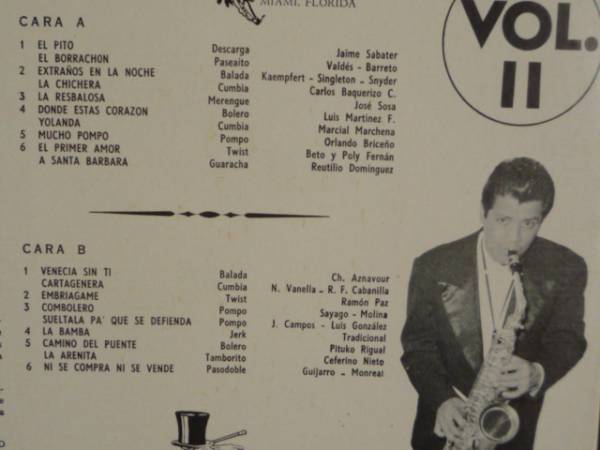 MIAMI, FLORIDA
VOL.
II
CARA A
1 EL PITO Descarga Jaime Sabater
EL BORRACHON Paseaito Valdés - Barreto
2 EXTRAÑOS EN LA NOCHE Balada Kaempfert - Singleton - Snyder
LA CHICHERA Cumbia Carlos Baquerizo C.
3 LA RESBALOSA Merengue José Sosa
4 DONDE ESTAS CORAZON Bolero Luis Martinez F.
YOLANDA Cumbia Marcial Marchena
5 MUCHO POMPO Pompo Orlando Briceño
6 EL PRIMER AMOR Twist Beto y Poly Fernán
A SANTA BARBARA Guaracha Reutilio Dominguez
CARA B
1 VENECIA SIN TI Balada Ch. Aznavour
CARTAGENERA Cumbia N. Vanella - R. F. Cabanilla
2 EMBRIAGAME Twist Ramón Paz
3 COMBOLERO Pompo Sayago - Molina
SUELTALA PA' QUE SE DEFIENDA Pompo J. Campos - Luis González
4 LA BAMBA Jerk Tradicional
5 CAMINO DEL PUENTE Bolero Pituko Rigual
LA ARENITA Tamborito Ceferino Nieto
6 NI SE COMPRA NI SE VENDE Pasodoble Guijarro - Monreal